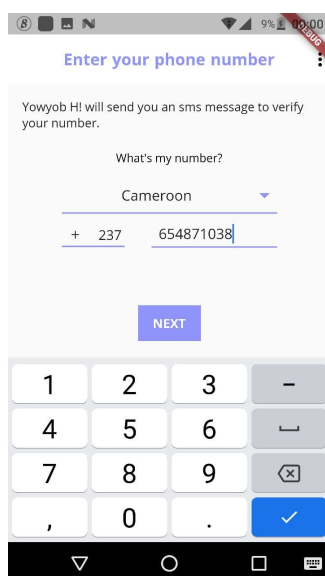 9% 00:00
DEBUG
Enter your phone number
Yowyob H! will send you an sms message to verify
your number.
What's my number?
Cameroon
+ 237 654871038
NEXT
1 2 3 –
4 5 6
7 8 9
, 0 .